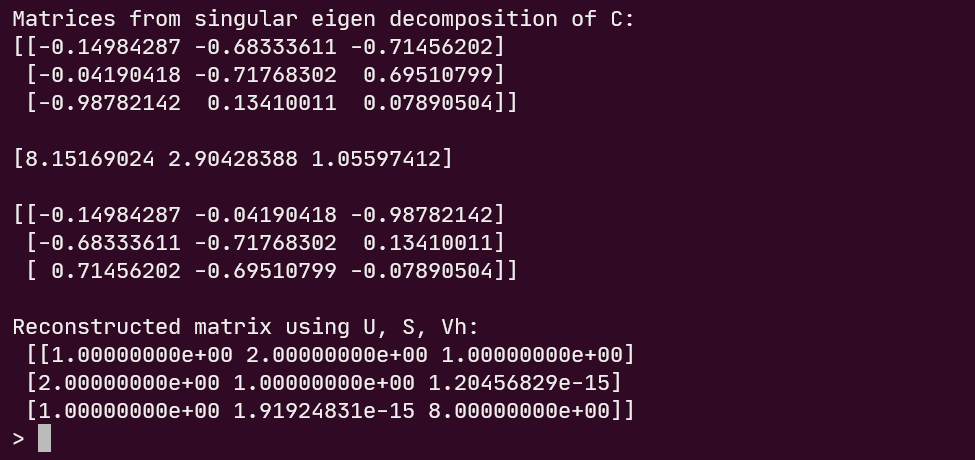 Matrices from singular eigen decomposition of C:
[[-0.14984287 -0.68333611 -0.71456202]
 [-0.04190418 -0.71768302  0.69510799]
 [-0.98782142  0.13410011  0.07890504]]

[8.15169024 2.90428388 1.05597412]

[[-0.14984287 -0.04190418 -0.98782142]
 [-0.68333611 -0.71768302  0.13410011]
 [ 0.71456202 -0.69510799 -0.07890504]]

Reconstructed matrix using U, S, Vh:
 [[1.00000000e+00 2.00000000e+00 1.00000000e+00]
 [2.00000000e+00 1.00000000e+00 1.20456829e-15]
 [1.00000000e+00 1.91924831e-15 8.00000000e+00]]
>